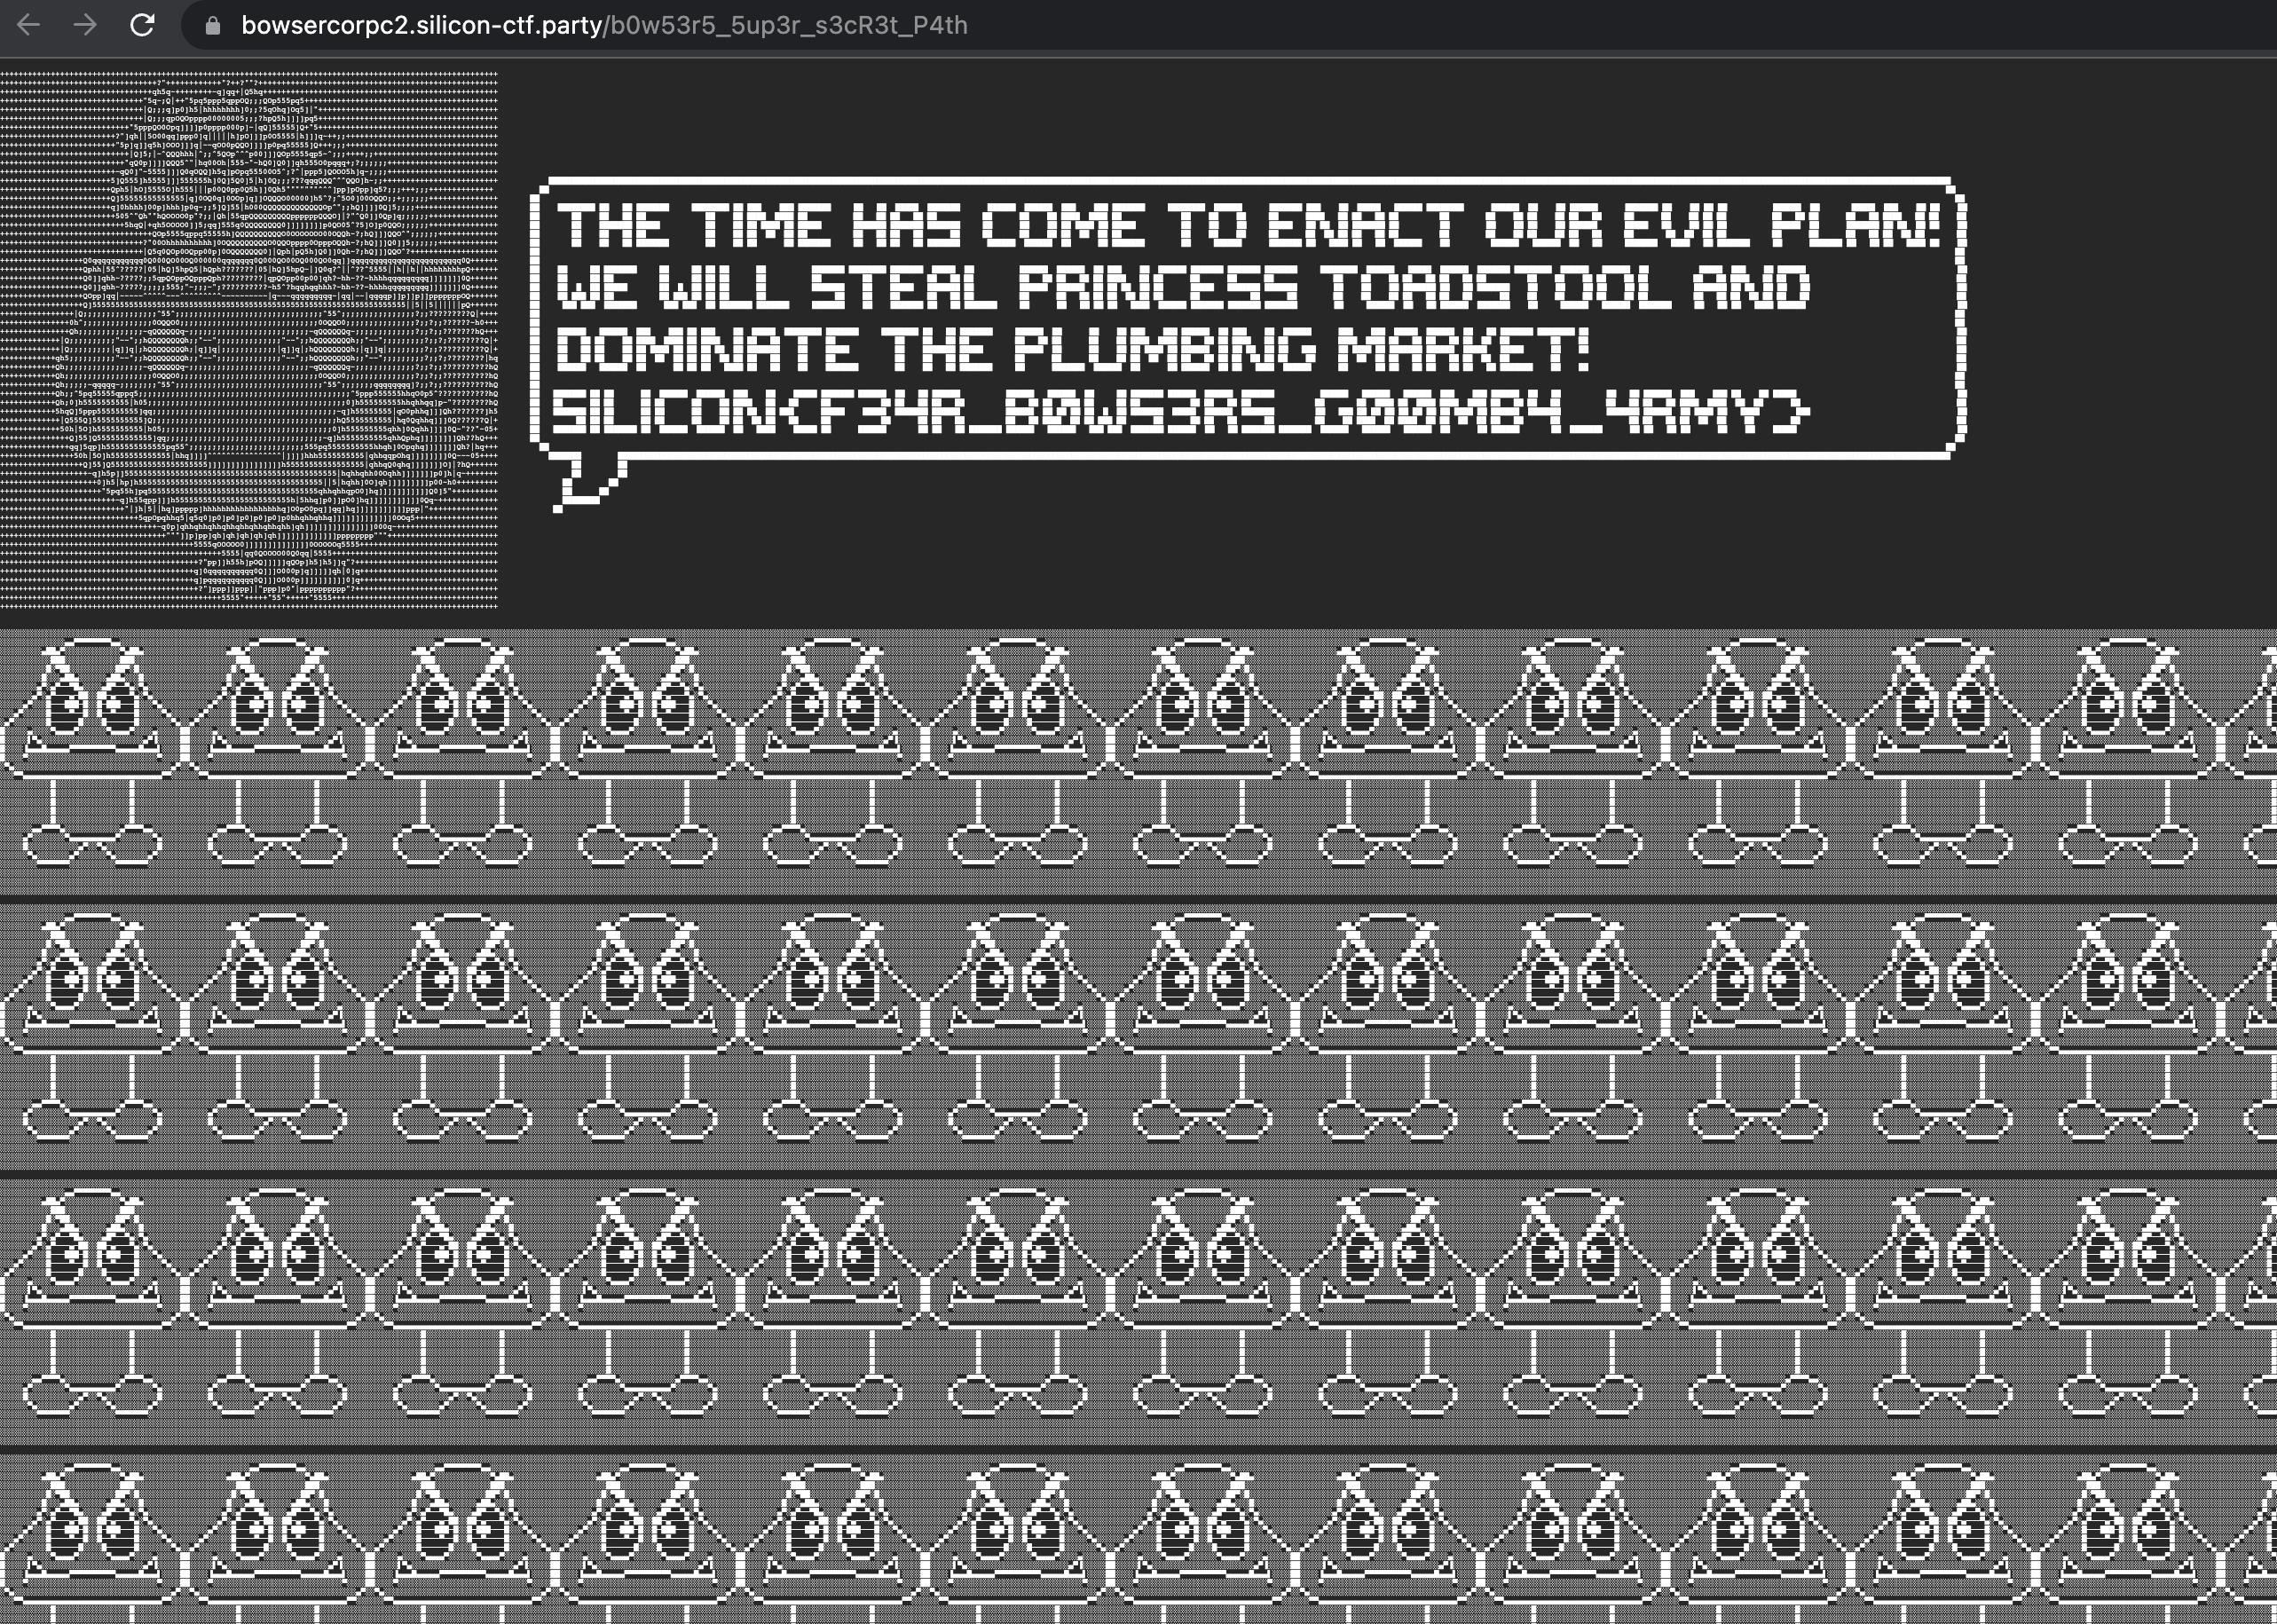 bowsercorpc2.silicon-ctf.party/b0w53r5_5up3r_s3cR3t_P4th
THE TIME HAS COME TO ENACT OUR EVIL PLAN!
WE WILL STEAL PRINCESS TOADSTOOL AND
DOMINATE THE PLUMBING MARKET!
SILICON<F34R_B0WS3RS_G00MB4_4RMY>